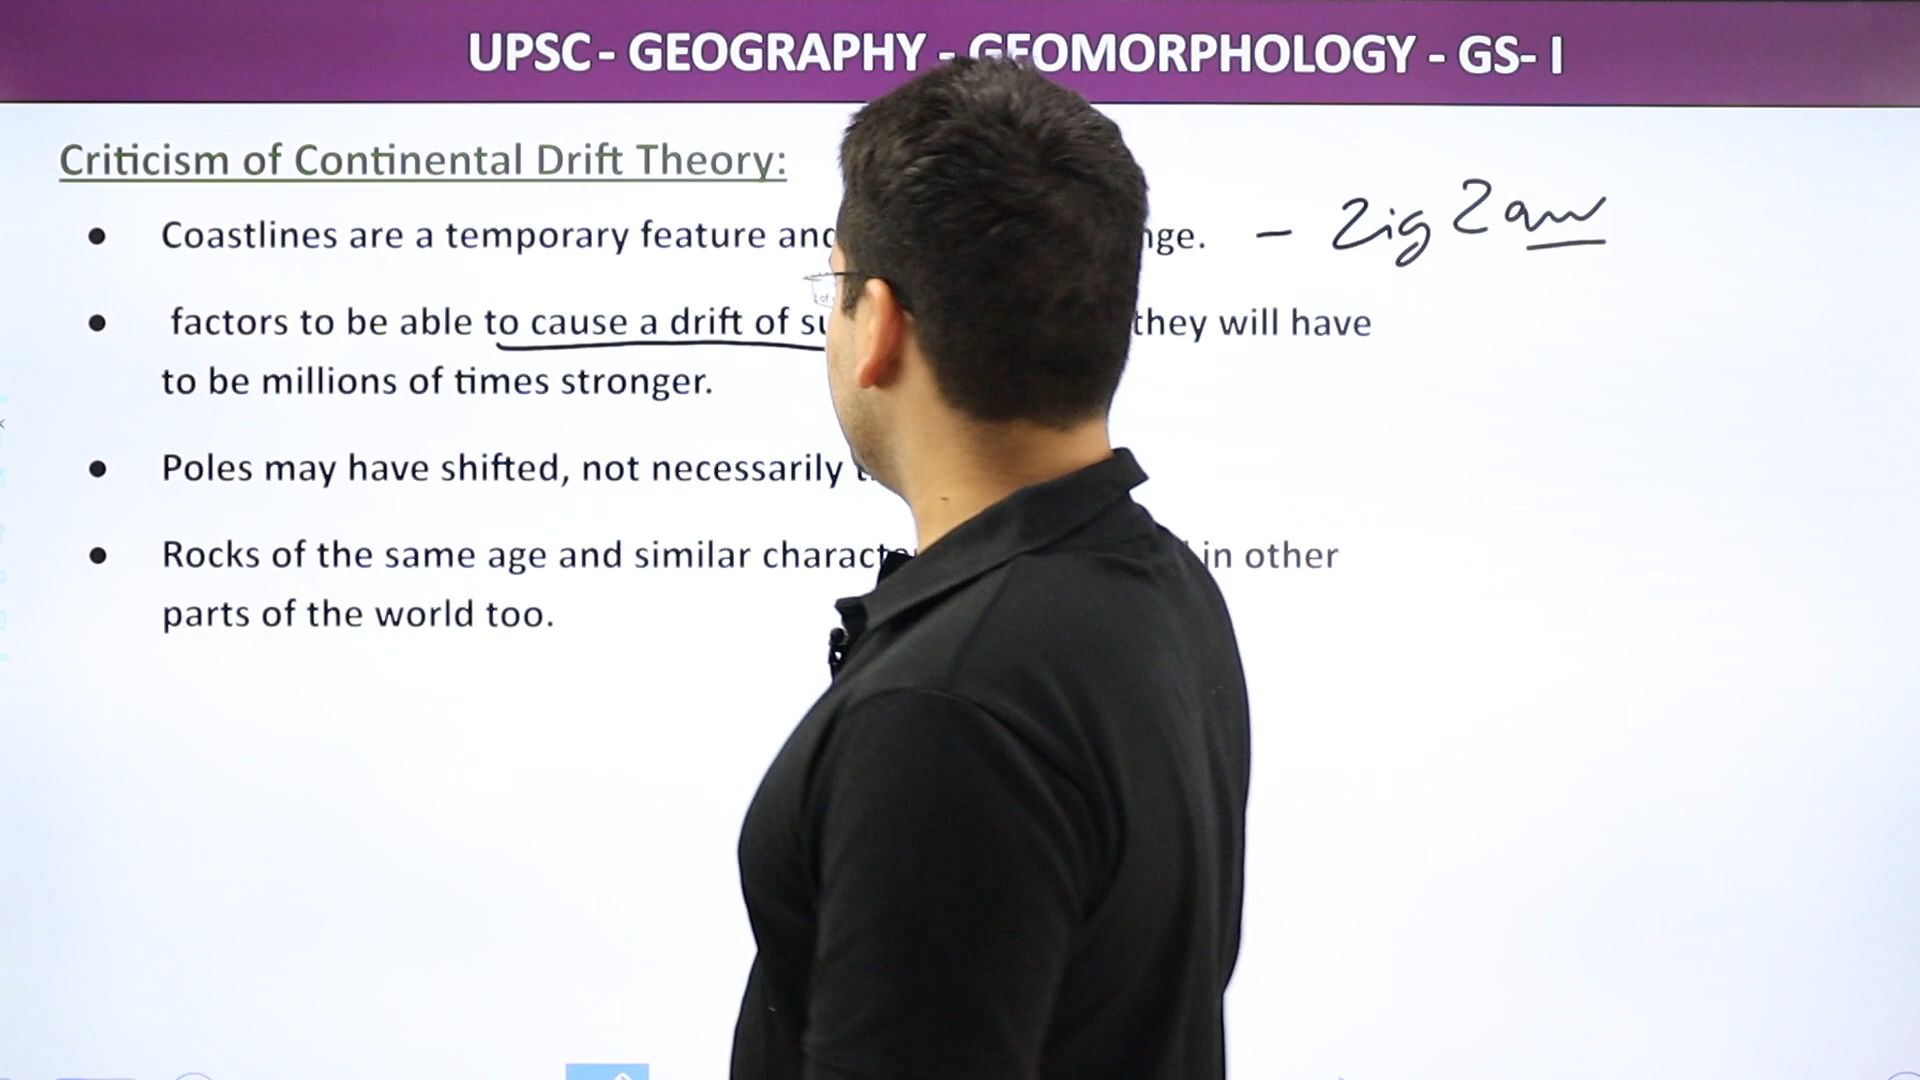 UPSC - GEOGRAPHY - GEOMORPHOLOGY - GS- I
Criticism of Continental Drift Theory:
● Coastlines are a temporary feature and - Zig Zaw
● factors to be able to cause a drift of they will have
to be millions of times stronger.
● Poles may have shifted, not necessarily
● Rocks of the same age and similar in other
parts of the world too.